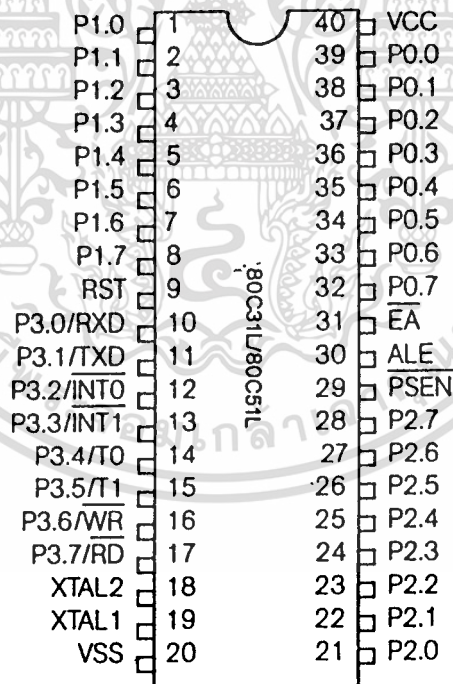 P1.0 1 40 VCC
P1.1 2 39 P0.0
P1.2 3 38 P0.1
P1.3 4 37 P0.2
P1.4 5 36 P0.3
P1.5 6 35 P0.4
P1.6 7 34 P0.5
P1.7 8 33 P0.6
RST 9 32 P0.7
P3.0/RXD 10 31 E̅A̅
P3.1/TXD 11 30 ALE
P3.2/I̅N̅T̅0̅ 12 29 P̅S̅E̅N̅
P3.3/I̅N̅T̅1̅ 13 28 P2.7
P3.4/T0 14 27 P2.6
P3.5/T1 15 26 P2.5
P3.6/W̅R̅ 16 25 P2.4
P3.7/R̅D̅ 17 24 P2.3
XTAL2 18 23 P2.2
XTAL1 19 22 P2.1
VSS 20 21 P2.0
80C31L/80C51L